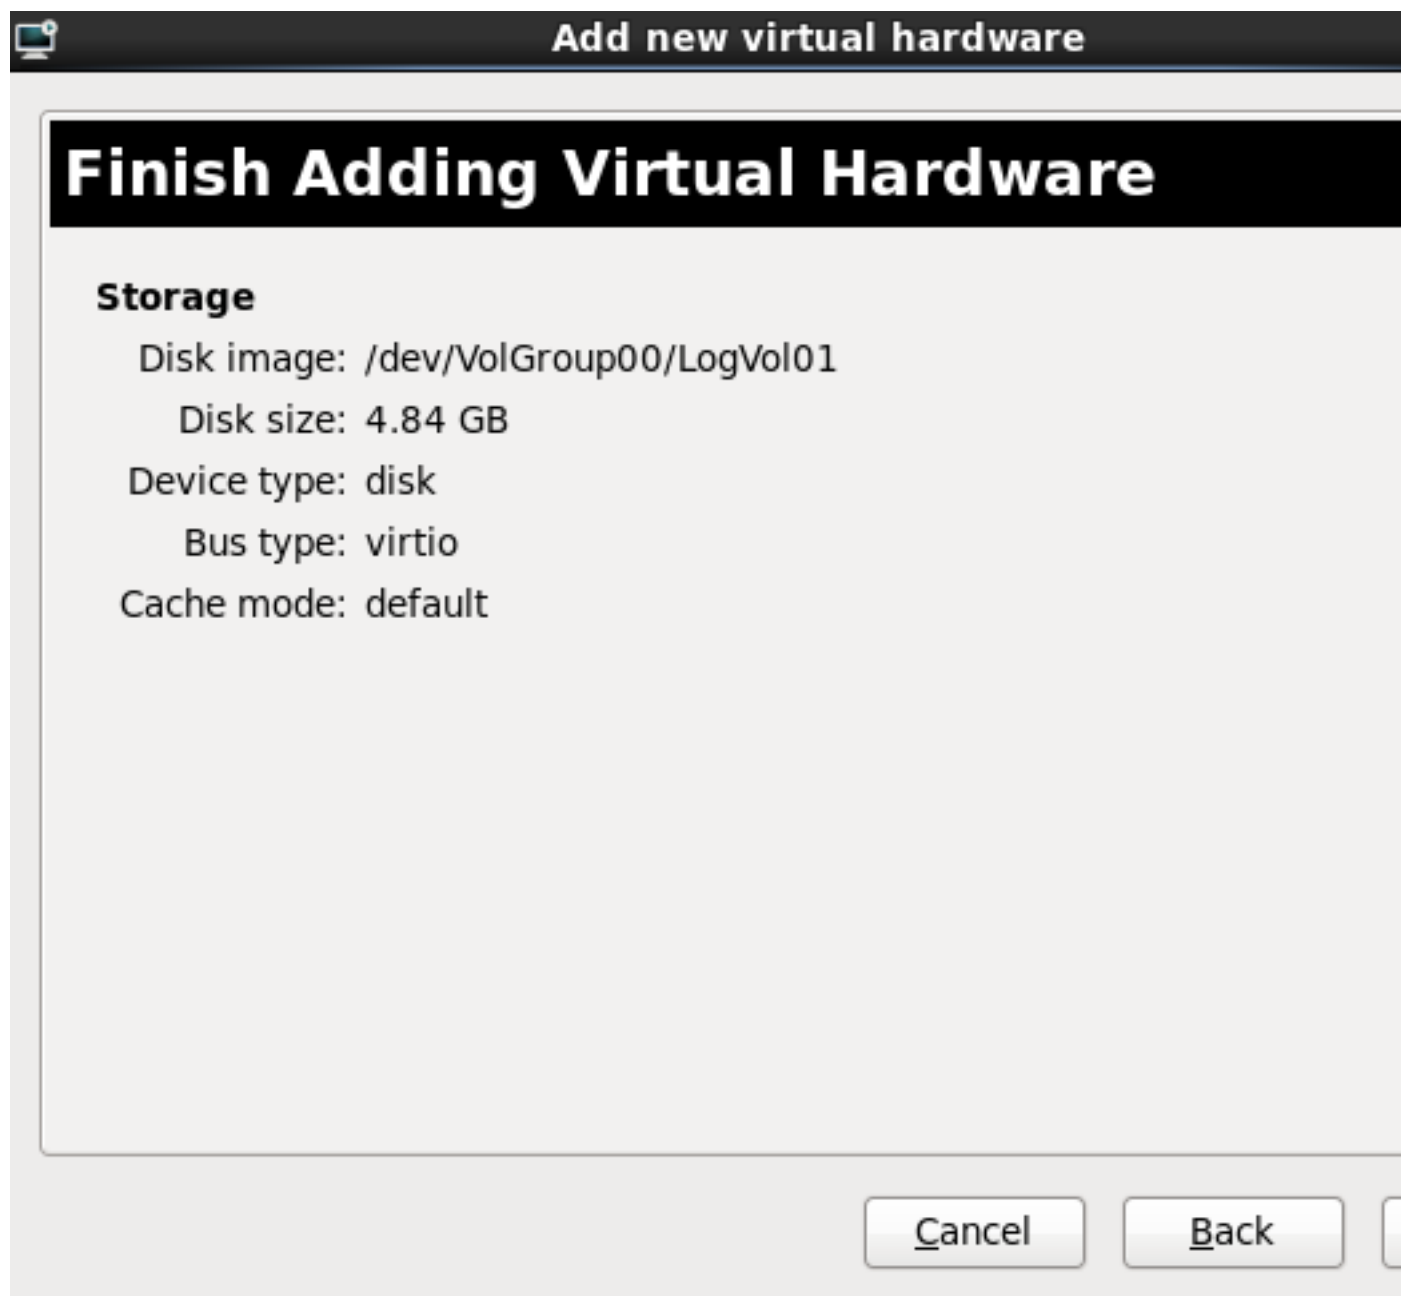 Add new virtual hardware
Finish Adding Virtual Hardware
Storage
Disk image: /dev/VolGroup00/LogVol01
Disk size: 4.84 GB
Device type: disk
Bus type: virtio
Cache mode: default
Cancel Back